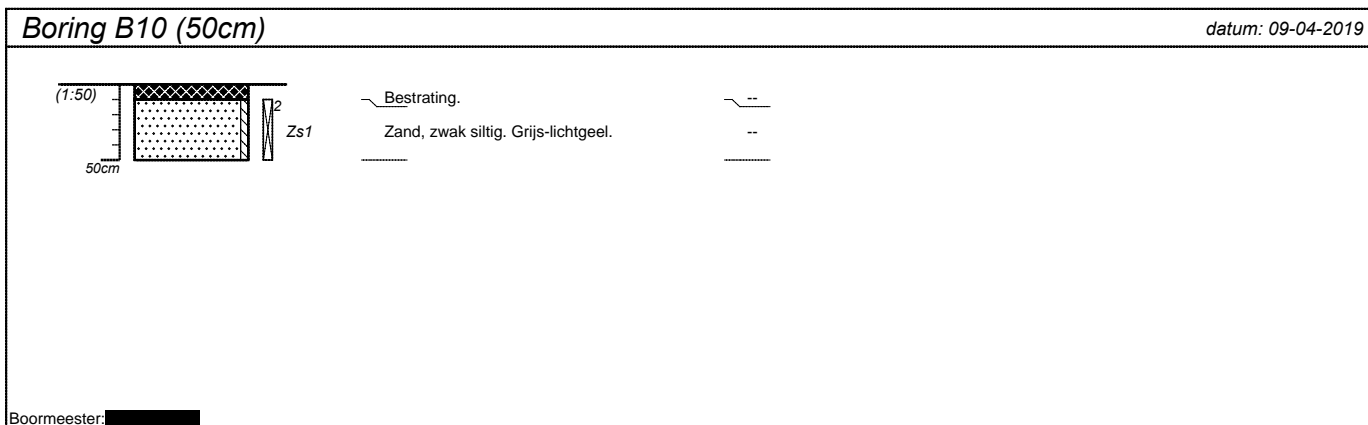 Boring B10 (50cm) datum: 09-04-2019
(1:50) Bestrating. --
2
Zs1 Zand, zwak siltig. Grijs-lichtgeel. --
50cm
Boormeester: